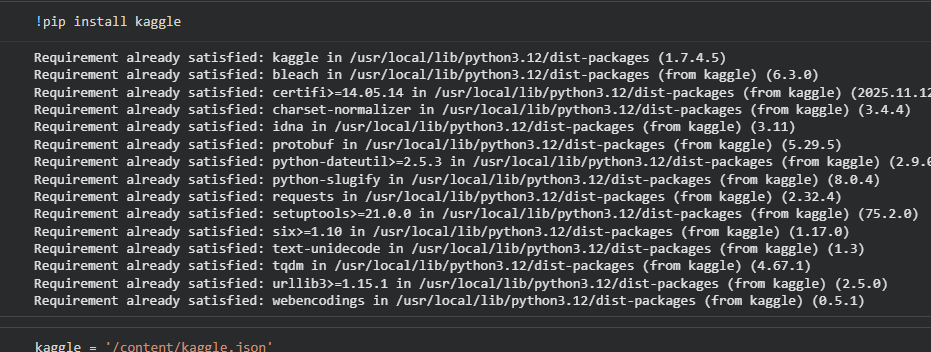 !pip install kaggle
Requirement already satisfied: kaggle in /usr/local/lib/python3.12/dist-packages (1.7.4.5)
Requirement already satisfied: bleach in /usr/local/lib/python3.12/dist-packages (from kaggle) (6.3.0)
Requirement already satisfied: certifi>=14.05.14 in /usr/local/lib/python3.12/dist-packages (from kaggle) (2025.11.12
Requirement already satisfied: charset-normalizer in /usr/local/lib/python3.12/dist-packages (from kaggle) (3.4.4)
Requirement already satisfied: idna in /usr/local/lib/python3.12/dist-packages (from kaggle) (3.11)
Requirement already satisfied: protobuf in /usr/local/lib/python3.12/dist-packages (from kaggle) (5.29.5)
Requirement already satisfied: python-dateutil>=2.5.3 in /usr/local/lib/python3.12/dist-packages (from kaggle) (2.9.0
Requirement already satisfied: python-slugify in /usr/local/lib/python3.12/dist-packages (from kaggle) (8.0.4)
Requirement already satisfied: requests in /usr/local/lib/python3.12/dist-packages (from kaggle) (2.32.4)
Requirement already satisfied: setuptools>=21.0.0 in /usr/local/lib/python3.12/dist-packages (from kaggle) (75.2.0)
Requirement already satisfied: six>=1.10 in /usr/local/lib/python3.12/dist-packages (from kaggle) (1.17.0)
Requirement already satisfied: text-unidecode in /usr/local/lib/python3.12/dist-packages (from kaggle) (1.3)
Requirement already satisfied: tqdm in /usr/local/lib/python3.12/dist-packages (from kaggle) (4.67.1)
Requirement already satisfied: urllib3>=1.15.1 in /usr/local/lib/python3.12/dist-packages (from kaggle) (2.5.0)
Requirement already satisfied: webencodings in /usr/local/lib/python3.12/dist-packages (from kaggle) (0.5.1)
kaggle = '/content/kaggle.json'